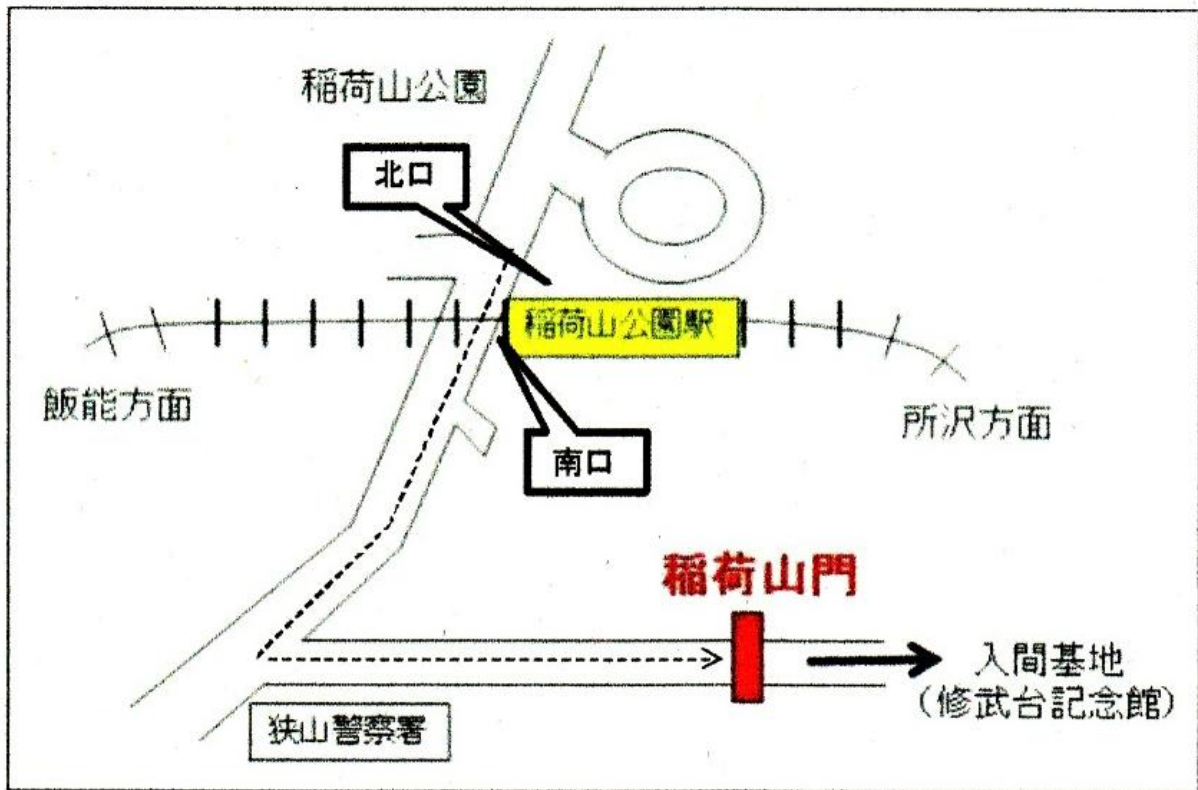 稲荷山公園
北口
稲荷山公園駅
飯能方面
所沢方面
南口
稲荷山門
入間基地
(修武台記念館)
狭山警察署